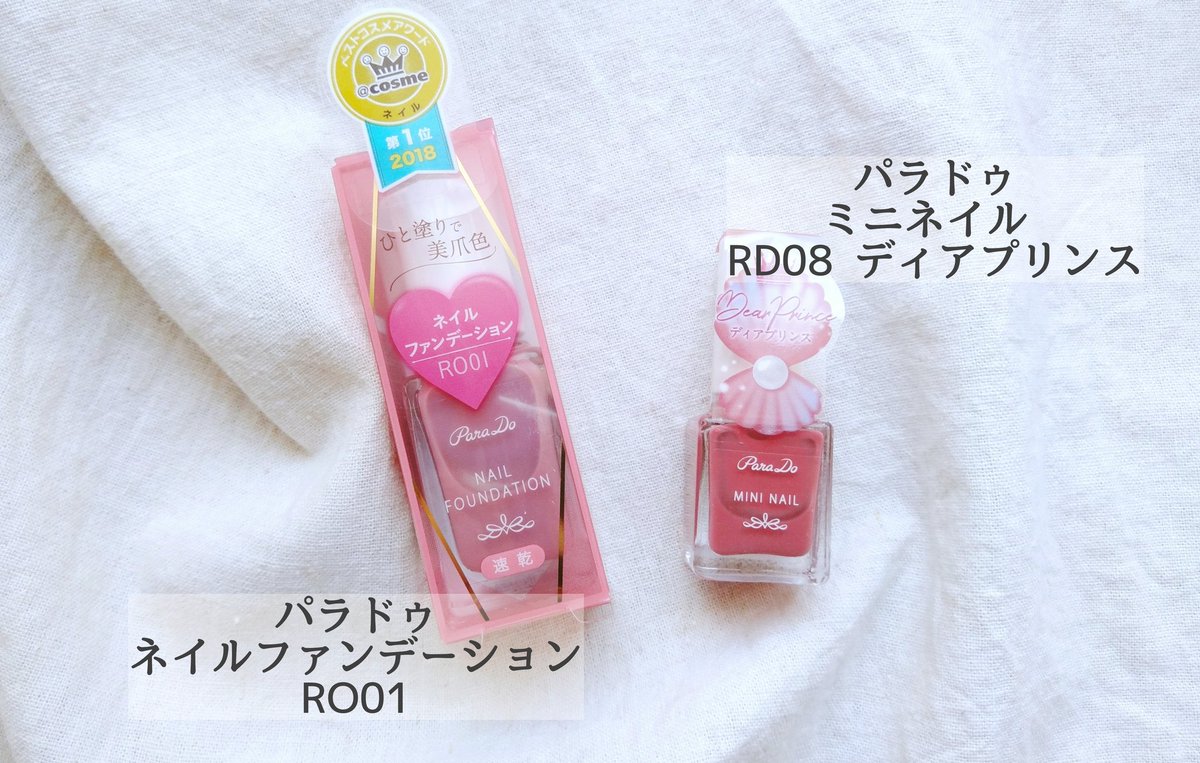 ベストコスメアワード
@cosme
ネイル
第1位
2018
ひと塗りで
美爪色
ネイル
ファンデーション
RO01
Para Do
NAIL
FOUNDATION
速乾
パラドゥ
ネイルファンデーション
RO01
パラドゥ
ミニネイル
RD08 ディアプリンス
Dear Prince
ディアプリンス
Para Do
MINI NAIL